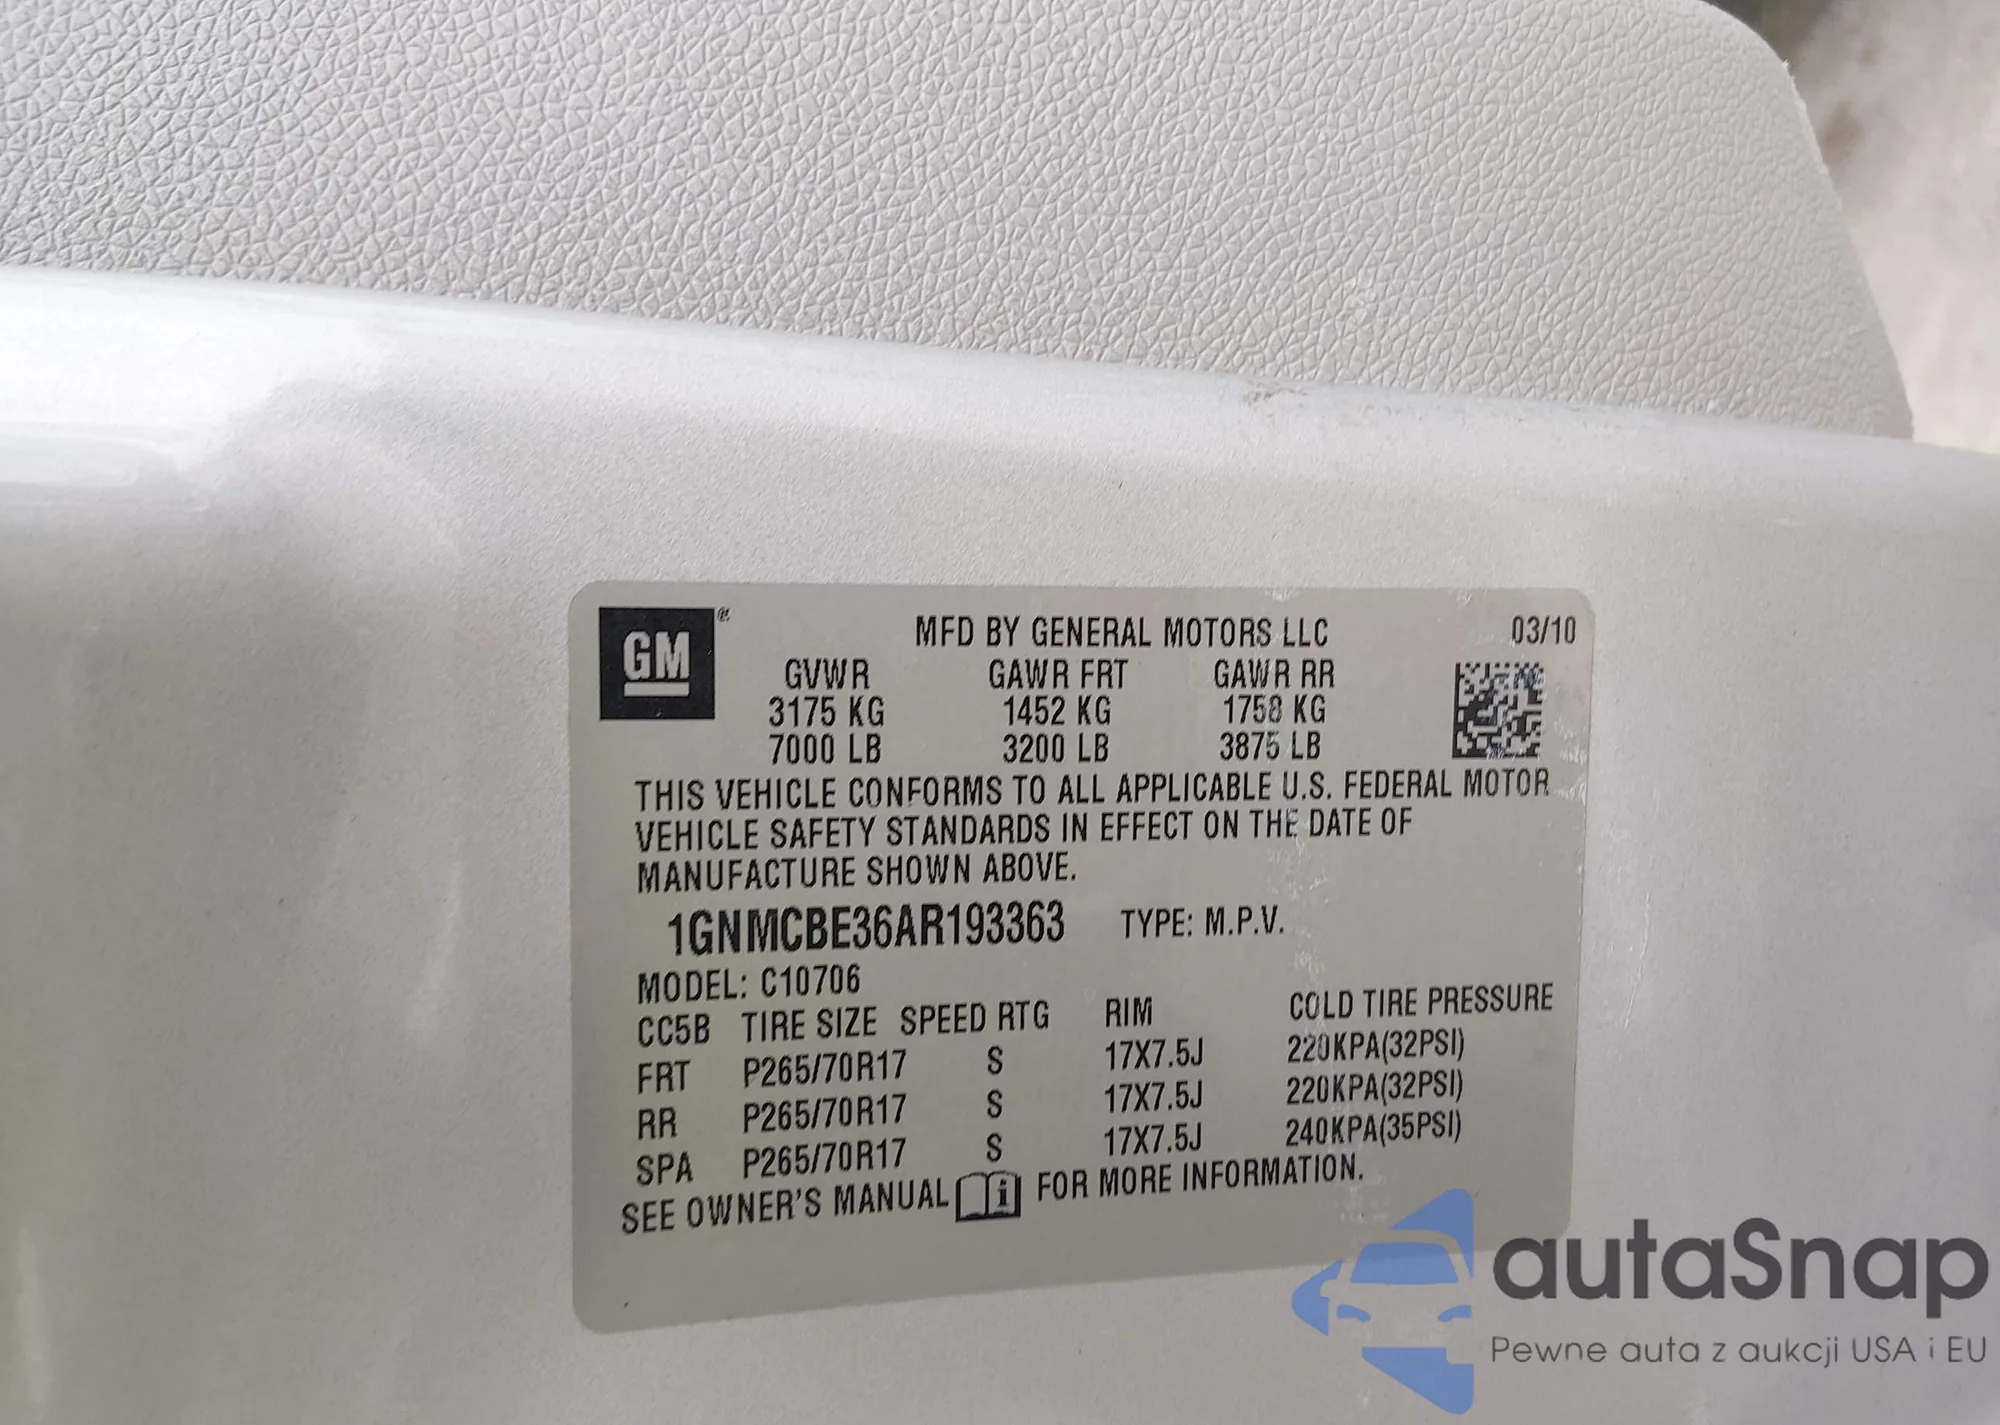 GM ®
MFD BY GENERAL MOTORS LLC 03/10
GVWR GAWR FRT GAWR RR
3175 KG 1452 KG 1758 KG
7000 LB 3200 LB 3875 LB
THIS VEHICLE CONFORMS TO ALL APPLICABLE U.S. FEDERAL MOTOR
VEHICLE SAFETY STANDARDS IN EFFECT ON THE DATE OF
MANUFACTURE SHOWN ABOVE.
1GNMCBE36AR193363 TYPE: M.P.V.
MODEL: C10706
CC5B TIRE SIZE SPEED RTG RIM COLD TIRE PRESSURE
FRT P265/70R17 S 17X7.5J 220KPA(32PSI)
RR P265/70R17 S 17X7.5J 220KPA(32PSI)
SPA P265/70R17 S 17X7.5J 240KPA(35PSI)
SEE OWNER'S MANUAL i FOR MORE INFORMATION.
autaSnap
Pewne auta z aukcji USA i EU